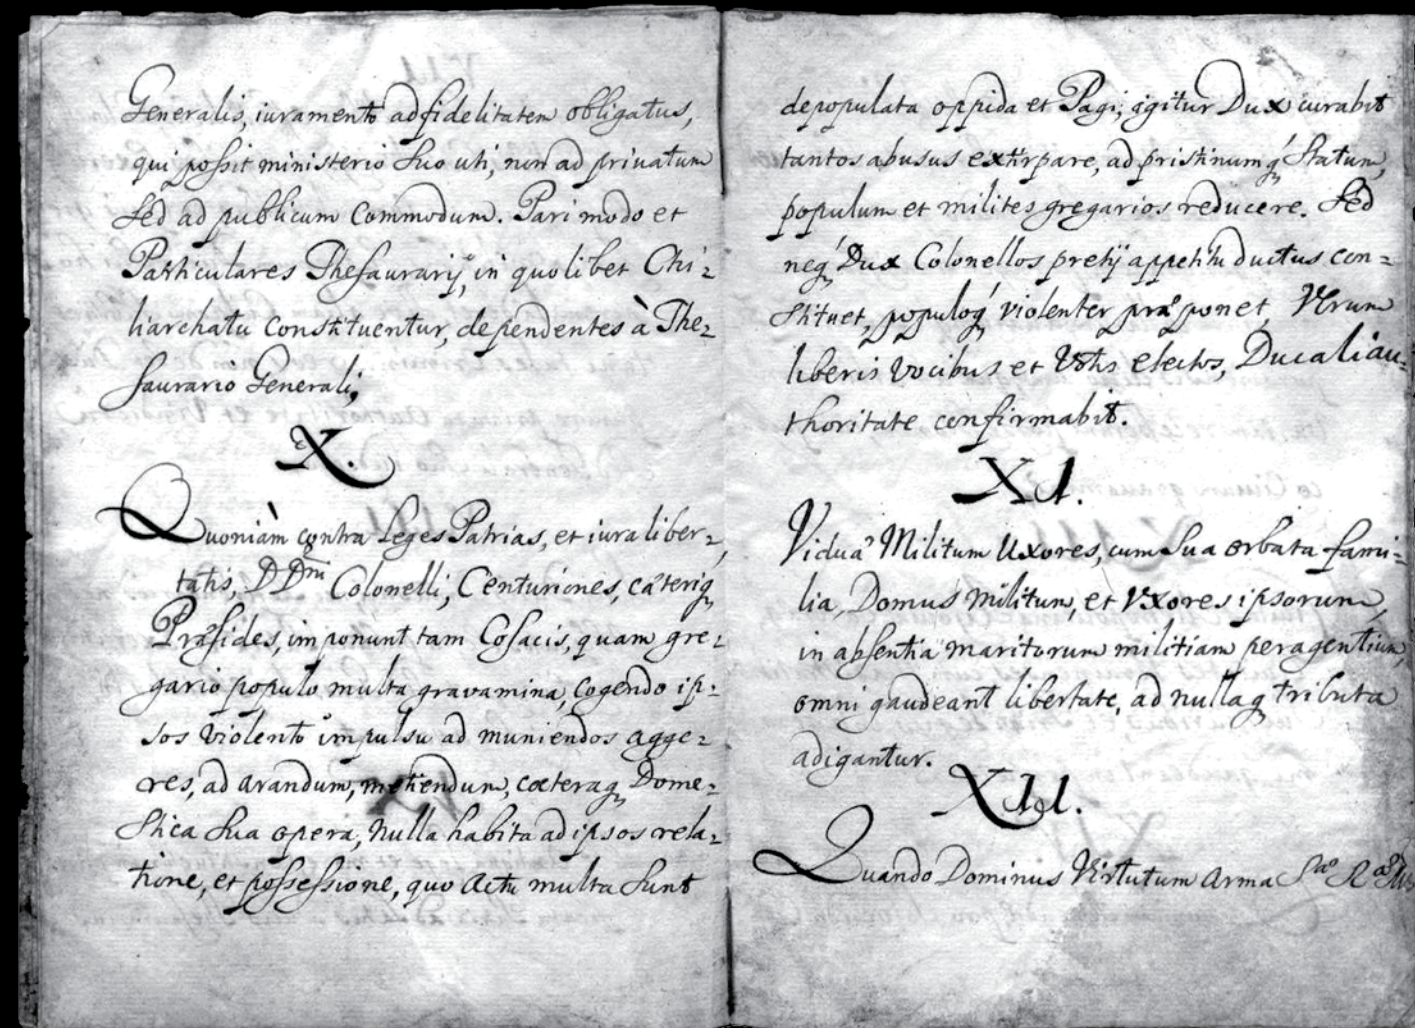 Generalis, iuramento ad fidelitatem obligatus,
qui possit ministerio suo uti, non ad privatum
sed ad publicum commodum. Pari modo et
Particulares Thesaurarij, in quolibet Chi-
liarchatu constituentur, dependentes à The-
saurario Generali,
X.
Quoniàm contra Leges Patrias, et iura liber-,
tatis, DDni Colonelli, Centuriones, cæteriq
Præsides, imponunt tam Cosacis, quam gre-
gario populo multa gravamina, cogendo ip-
sos violento impulsu ad muniendos agge-
res, ad arandum, metiendum, cæteraq Dome-
stica sua opera, nulla habita ad ipsos rela-
tione, et possessione, quo actu multa sunt
depopulata oppida et Pagi; igitur Dux curabit
tantos abusus extirpare, ad pristinumq́ Statum,
populum et milites gregarios reducere. Sed
neq́ Dux Colonellos pretij appetitu ductus con-
stituet, populoq́ violenter præponet, Verum
liberis vocibus et Votis electos, Ducali au-
thoritate confirmabit.
XI.
Viduæ Militum Uxores, cum sua orbata fami-
lia, Domus militum, et Uxores ipsorum,
in absentia maritorum militiam peragentium,
omni gaudeant libertate, ad nullaq tributa
adigantur.
XII.
Quando Dominus Virtutum arma